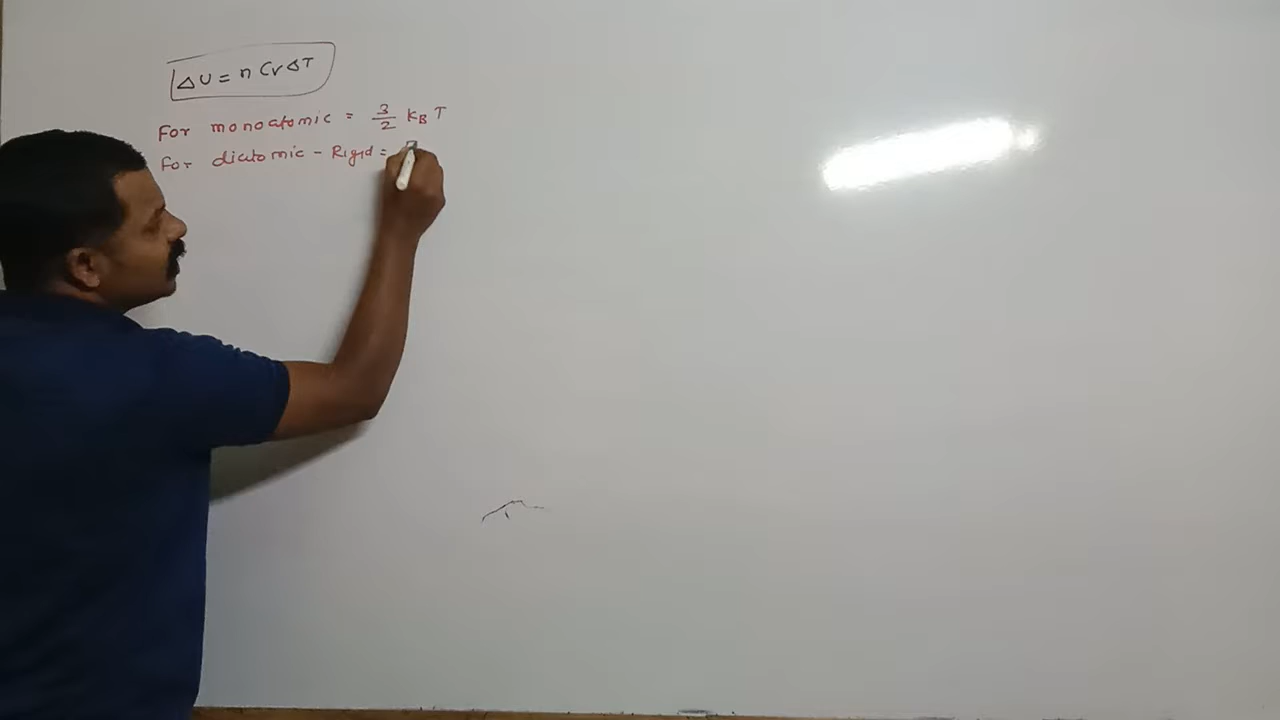 ΔU = n Cv ΔT
For monoatomic = 3/2 KB T
For diatomic - Rigid =